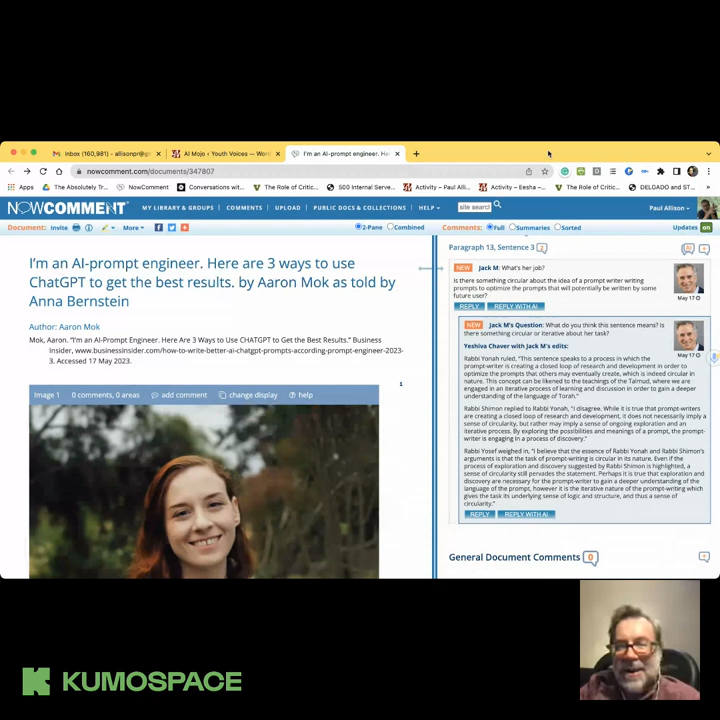 Inbox (160,981) - allisonpr@g
AI Mojo ‹ Youth Voices — Wor
I'm an AI-prompt engineer. He
nowcomment.com/documents/347807
Apps
The Absolutely Tr...
NowComment
Conversations wit...
The Role of Critic...
500 Internal Serve...
Activity – Paul Alli...
Activity – Eesha –...
The Role of Critic...
DELGADO and ST...
NOWCOMMENT
MY LIBRARY & GROUPS
COMMENTS
UPLOAD
PUBLIC DOCS & COLLECTIONS
HELP
site search
Paul Allison
Document: Invite
More
2-Pane
Combined
Comments: Full
Summaries
Sorted
Updates on
I'm an AI-prompt engineer. Here are 3 ways to use
ChatGPT to get the best results. by Aaron Mok as told by
Anna Bernstein
Author: Aaron Mok
Mok, Aaron. "I'm an AI-Prompt Engineer. Here Are 3 Ways to Use CHATGPT to Get the Best Results." Business
Insider, www.businessinsider.com/how-to-write-better-ai-chatgpt-prompts-according-prompt-engineer-2023-
3. Accessed 17 May 2023.
1
Image 1 0 comments, 0 areas add comment change display help
Paragraph 13, Sentence 3 2
AI
NEW Jack M: What's her job?
Is there something circular about the idea of a prompt writer writing
prompts to optimize the prompts that will potentially be written by some
future user?
May 17
REPLY REPLY WITH AI
NEW Jack M's Question: What do you think this sentence means? Is
there something circular or iterative about her task?
May 17
Yeshiva Chaver with Jack M's edits:
Rabbi Yonah ruled, "This sentence speaks to a process in which the
prompt-writer is creating a closed loop of research and development in order to
optimize the prompts that others may eventually create, which is indeed circular in
nature. This concept can be likened to the teachings of the Talmud, where we are
engaged in an iterative process of learning and discussion in order to gain a deeper
understanding of the language of Torah."
Rabbi Shimon replied to Rabbi Yonah, "I disagree. While it is true that prompt-writers
are creating a closed loop of research and development, it does not necessarily imply a
sense of circularity, but rather may imply a sense of ongoing exploration and an
iterative process. By exploring the possibilities and meanings of a prompt, the prompt-
writer is engaging in a process of discovery."
Rabbi Yosef weighed in, "I believe that the essence of Rabbi Yonah and Rabbi Shimon's
arguments is that the task of prompt-writing is circular in its nature. Even if the
process of exploration and discovery suggested by Rabbi Shimon is highlighted, a
sense of circularity still pervades the statement. Perhaps it is true that exploration and
discovery are necessary for the prompt-writer to gain a deeper understanding of the
language of the prompt, however it is the iterative nature of the prompt-writing which
gives the task its underlying sense of logic and structure, and thus a sense of
circularity."
REPLY REPLY WITH AI
General Document Comments 0
KUMOSPACE